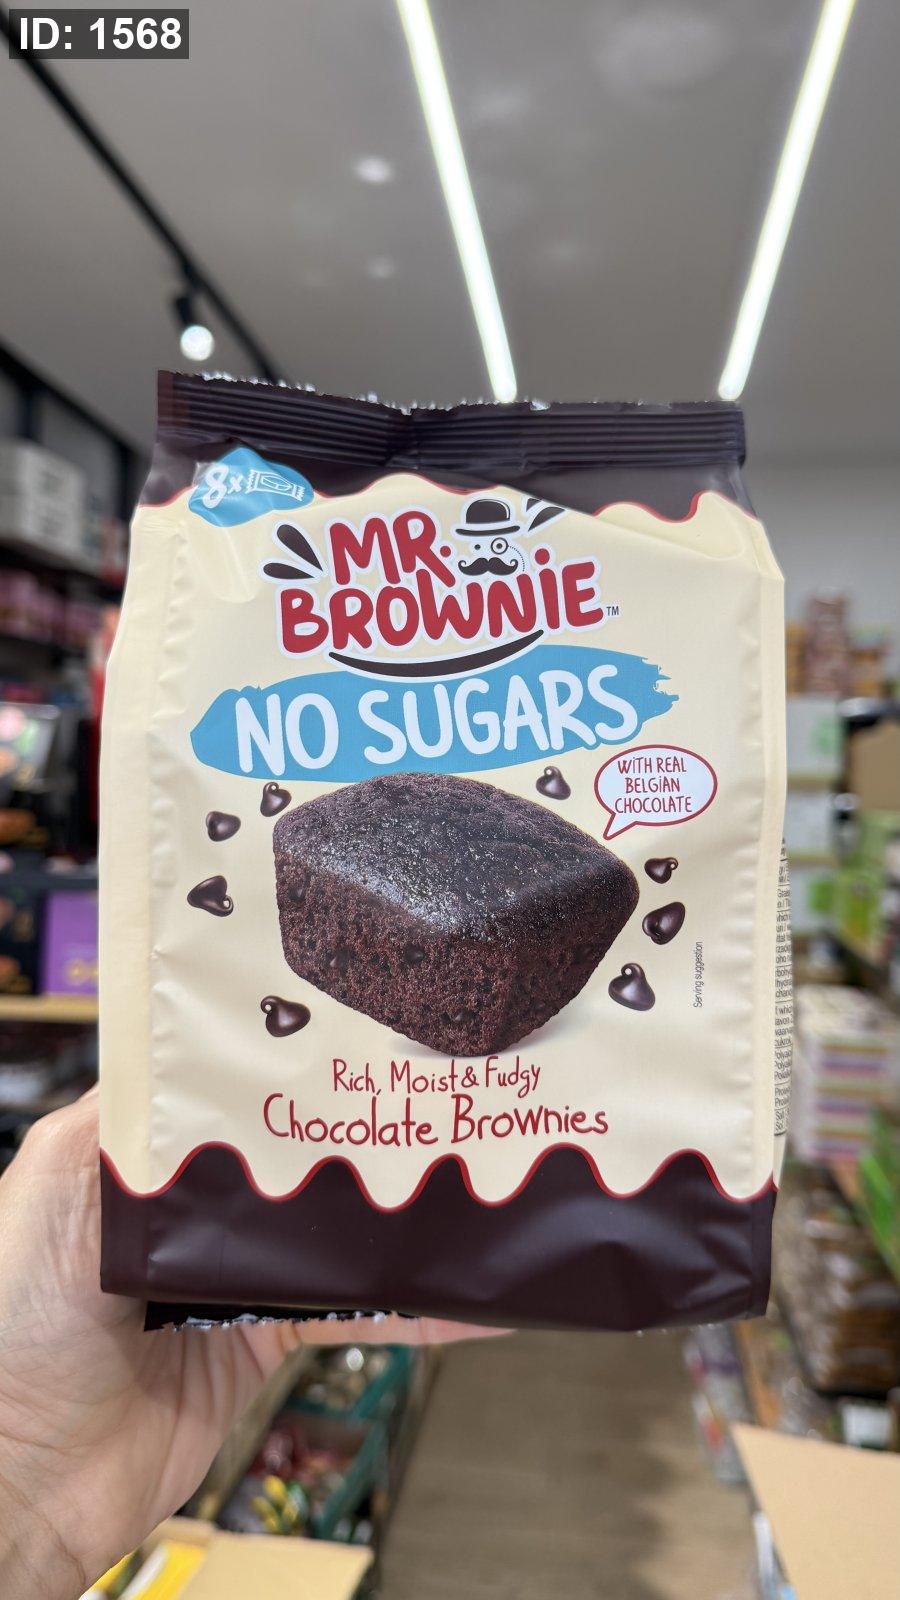 ID: 1568
8x
MR.
BROWNIE™
NO SUGARS
WITH REAL
BELGIAN
CHOCOLATE
Serving suggestion
Rich, Moist & Fudgy
Chocolate Brownies